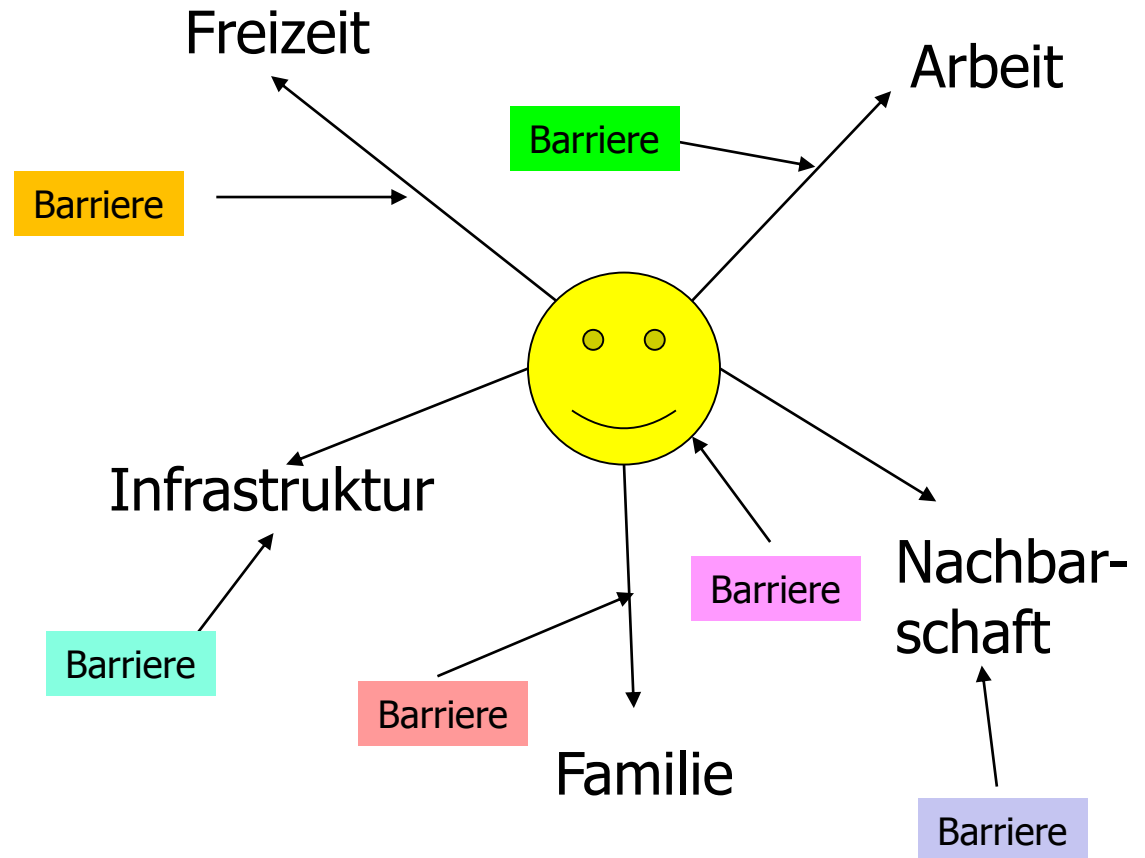 Freizeit
Arbeit
Barriere
Barriere
Infrastruktur
Nachbar-
schaft
Barriere
Barriere
Barriere
Familie
Barriere